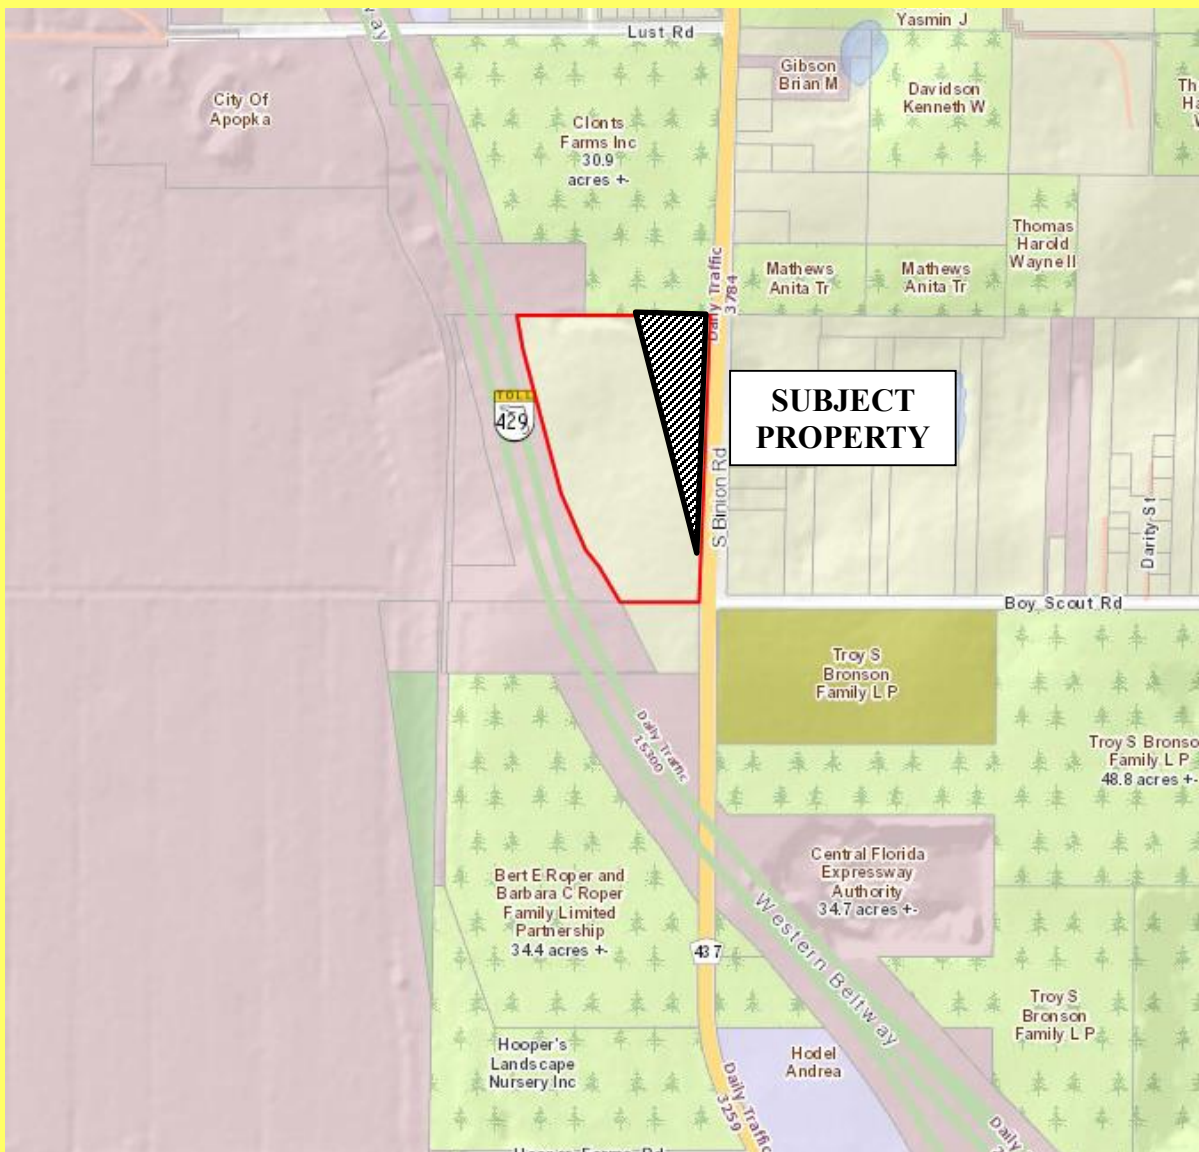 way
Lust Rd
Yasmin J
Gibson
Brian M
Davidson
Kenneth W
City Of
Apopka
Clonts
Farms Inc
30.9
acres +-
Thomas
Harold
Wayne II
Mathews
Anita Tr
Mathews
Anita Tr
Daily Traffic
3784
TOLL
429
SUBJECT
PROPERTY
S Binion Rd
Darity St
Boy Scout Rd
Troy S
Bronson
Family L P
Daily Traffic
15300
Troy S Bronso
Family L P
48.8 acres +-
Central Florida
Expressway
Authority
34.7 acres +-
Bert E Roper and
Barbara C Roper
Family Limited
Partnership
34.4 acres +-
Western Beltway
437
Troy S
Bronson
Family L P
Hooper's
Landscape
Nursery Inc
Hodel
Andrea
Daily Traffic
3259
Daily